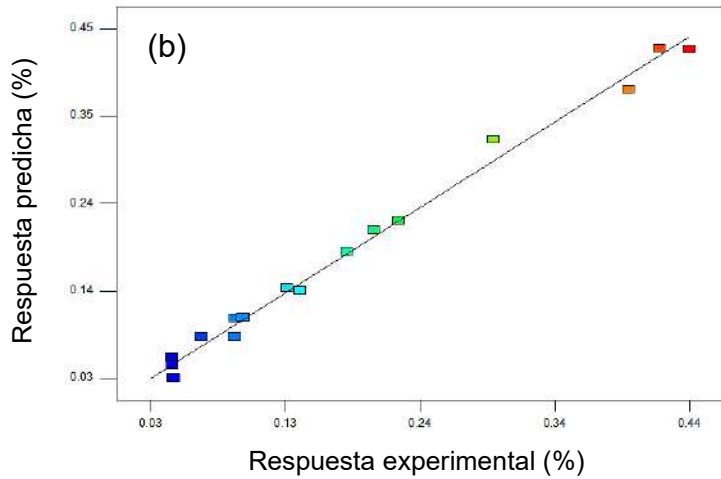 (b)
Respuesta predicha (%)
0.45
0.35
0.24
0.14
0.03
0.03 0.13 0.24 0.34 0.44
Respuesta experimental (%)